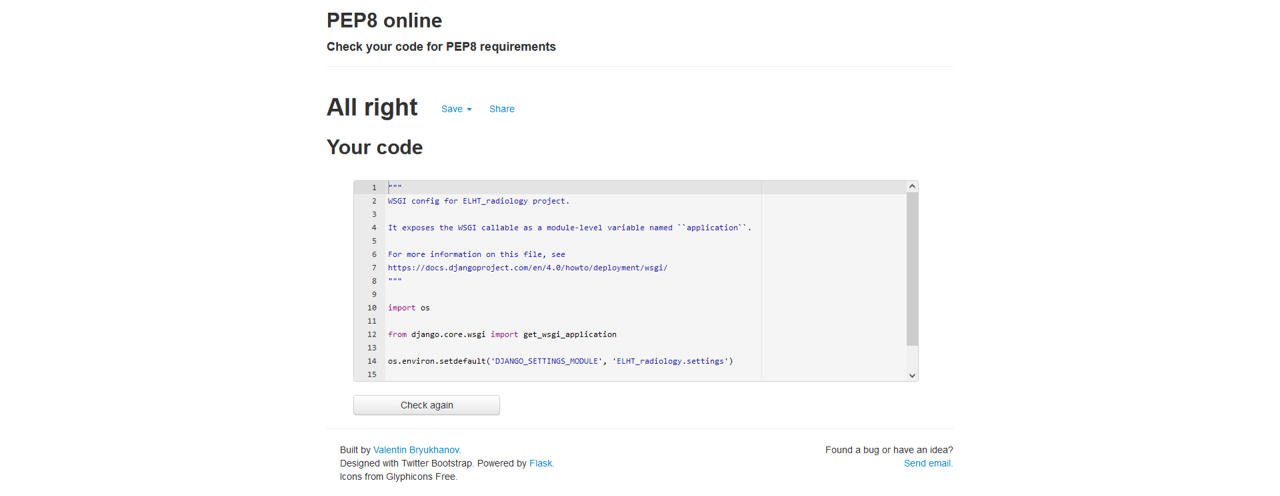 PEP8 online
Check your code for PEP8 requirements
All right Save Share
Your code
1 """
2 WSGI config for ELHT_radiology project.
3
4 It exposes the WSGI callable as a module-level variable named ``application``.
5
6 For more information on this file, see
7 https://docs.djangoproject.com/en/4.0/howto/deployment/wsgi/
8 """
9
10 import os
11
12 from django.core.wsgi import get_wsgi_application
13
14 os.environ.setdefault('DJANGO_SETTINGS_MODULE', 'ELHT_radiology.settings')
15
Check again
Built by Valentin Bryukhanov. Found a bug or have an idea?
Designed with Twitter Bootstrap. Powered by Flask. Send email.
Icons from Glyphicons Free.